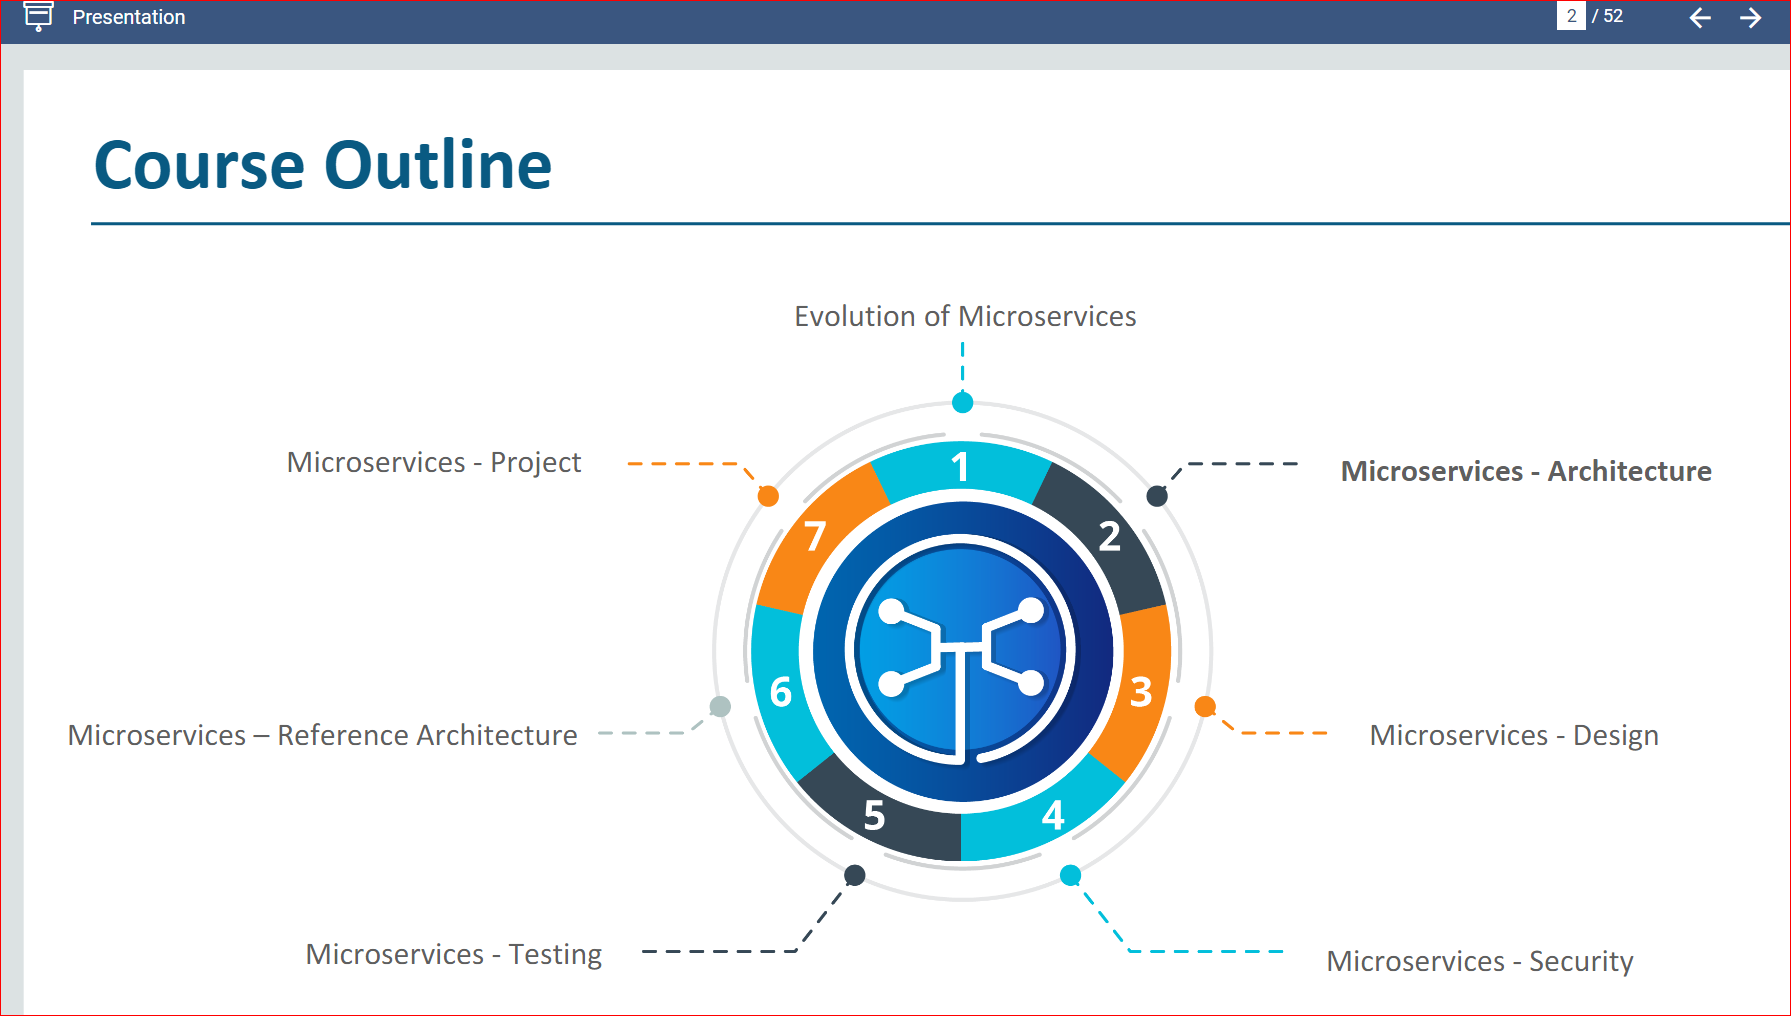 Presentation
2 / 52
Course Outline
Evolution of Microservices
Microservices - Project
Microservices - Architecture
1
2
3
4
5
6
7
Microservices – Reference Architecture
Microservices - Design
Microservices - Testing
Microservices - Security